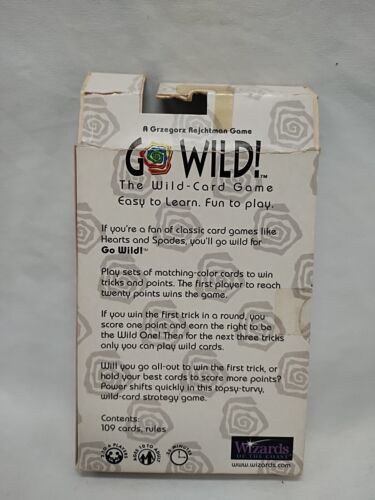 A Grzegorz Rejchtman Game
GO WILD!™
The Wild-Card Game
Easy to Learn. Fun to play.
If you're a fan of classic card games like
Hearts and Spades, you'll go wild for
Go Wild!™
Play sets of matching-color cards to win
tricks and points. The first player to reach
twenty points wins the game.
If you win the first trick in a round, you
score one point and earn the right to be
the Wild One! Then for the next three tricks
only you can play wild cards.
Will you go all-out to win the first trick, or
hold your best cards to score more points?
Power shifts quickly in this topsy-turvy,
wild-card strategy game.
Contents:
109 cards, rules
Wizards
OF THE COAST
www.wizards.com